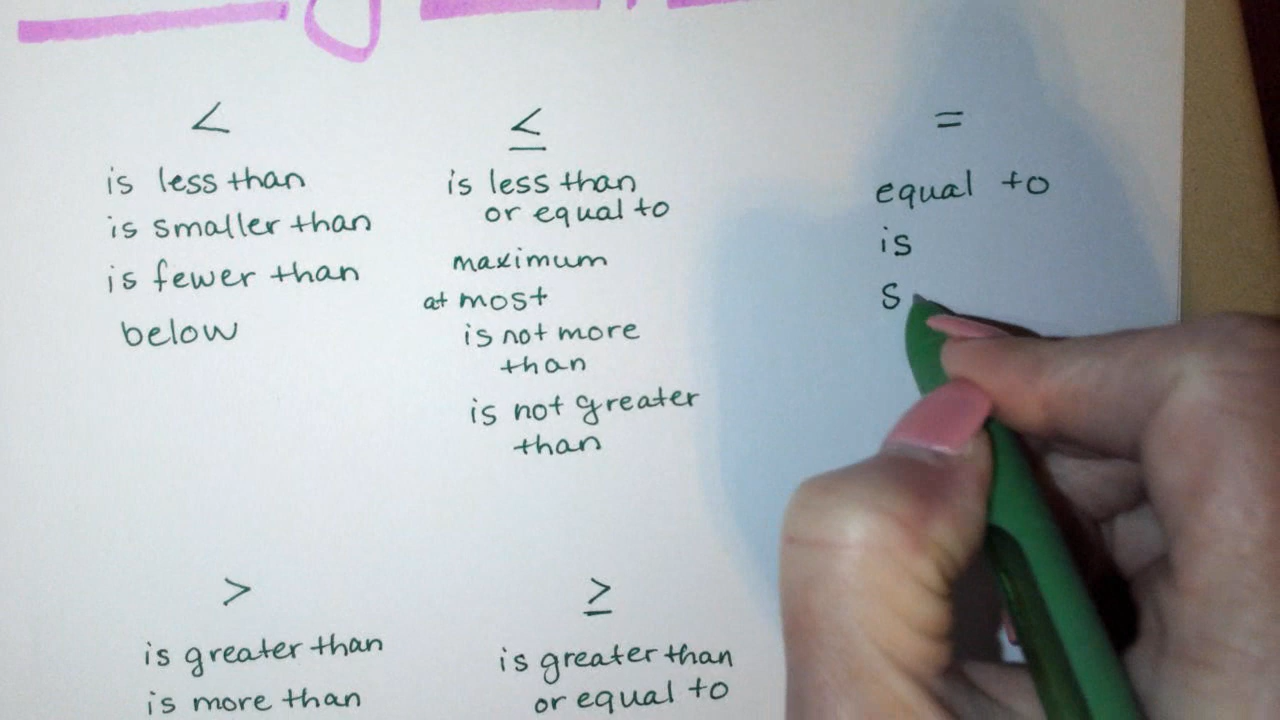 <
is less than
is smaller than
is fewer than
below
≤
is less than
or equal to
maximum
at most
is not more
than
is not greater
than
=
equal to
is
s
>
is greater than
is more than
≥
is greater than
or equal to